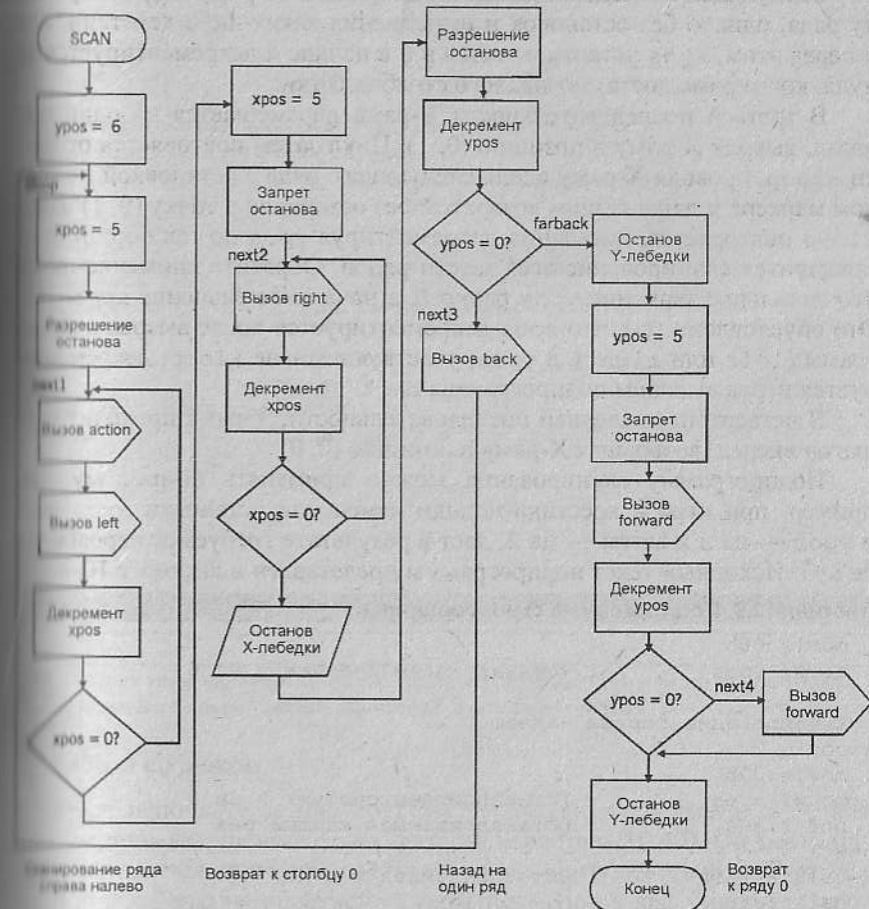 SCAN
ypos = 6
xpos = 5
Разрешение
останова
Вызов action
Вызов left
Декремент
xpos
xpos = 0?
вправо налево
xpos = 5
Запрет
останова
next2
Вызов right
Декремент
xpos
xpos = 0?
Останов
X-лебедки
Возврат к столбцу 0
Разрешение
останова
Декремент
ypos
ypos = 0?
farback
next3
Вызов back
Назад на
один ряд
Останов
Y-лебедки
ypos = 5
Запрет
останова
Вызов
forward
Декремент
ypos
ypos = 0?
next4
Вызов
forward
Останов
Y-лебедки
Конец
Возврат
к ряду 0